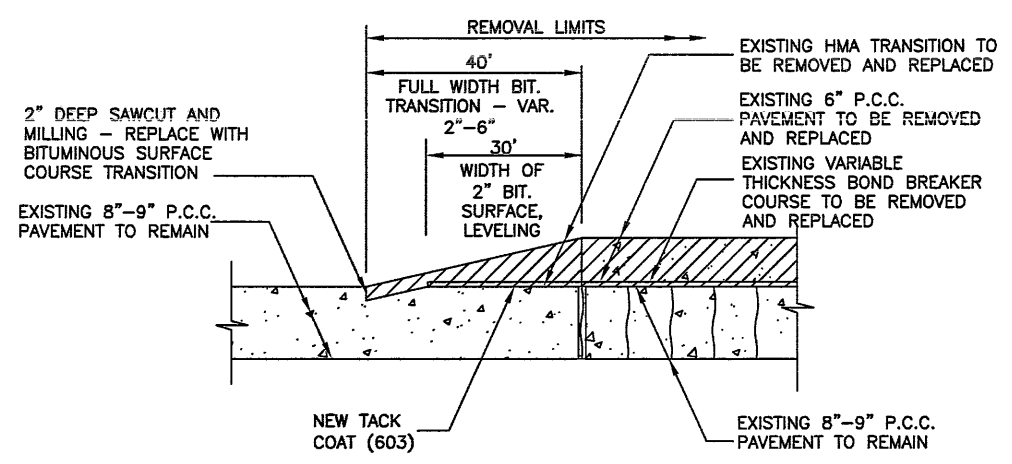 REMOVAL LIMITS
40'
FULL WIDTH BIT.
TRANSITION – VAR.
2"–6"
30'
WIDTH OF
2" BIT.
SURFACE,
LEVELING
2" DEEP SAWCUT AND
MILLING – REPLACE WITH
BITUMINOUS SURFACE
COURSE TRANSITION
EXISTING 8"–9" P.C.C.
PAVEMENT TO REMAIN
EXISTING HMA TRANSITION TO
BE REMOVED AND REPLACED
EXISTING 6" P.C.C.
PAVEMENT TO BE REMOVED
AND REPLACED
EXISTING VARIABLE
THICKNESS BOND BREAKER
COURSE TO BE REMOVED
AND REPLACED
NEW TACK
COAT (603)
EXISTING 8"–9" P.C.C.
PAVEMENT TO REMAIN